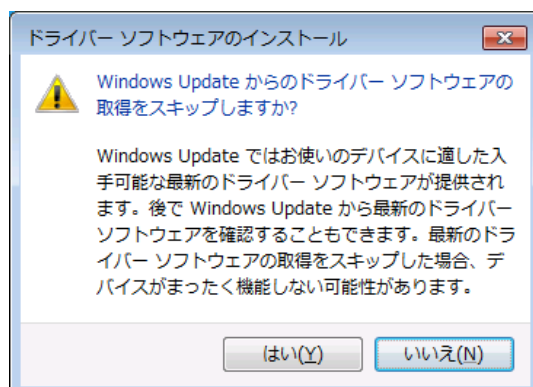 ドライバー ソフトウェアのインストール
Windows Update からのドライバー ソフトウェアの
取得をスキップしますか?
Windows Update ではお使いのデバイスに適した入
手可能な最新のドライバー ソフトウェアが提供され
ます。後で Windows Update から最新のドライバー
ソフトウェアを確認することもできます。最新のドラ
イバー ソフトウェアの取得をスキップした場合、デ
バイスがまったく機能しない可能性があります。
はい(Y)
いいえ(N)